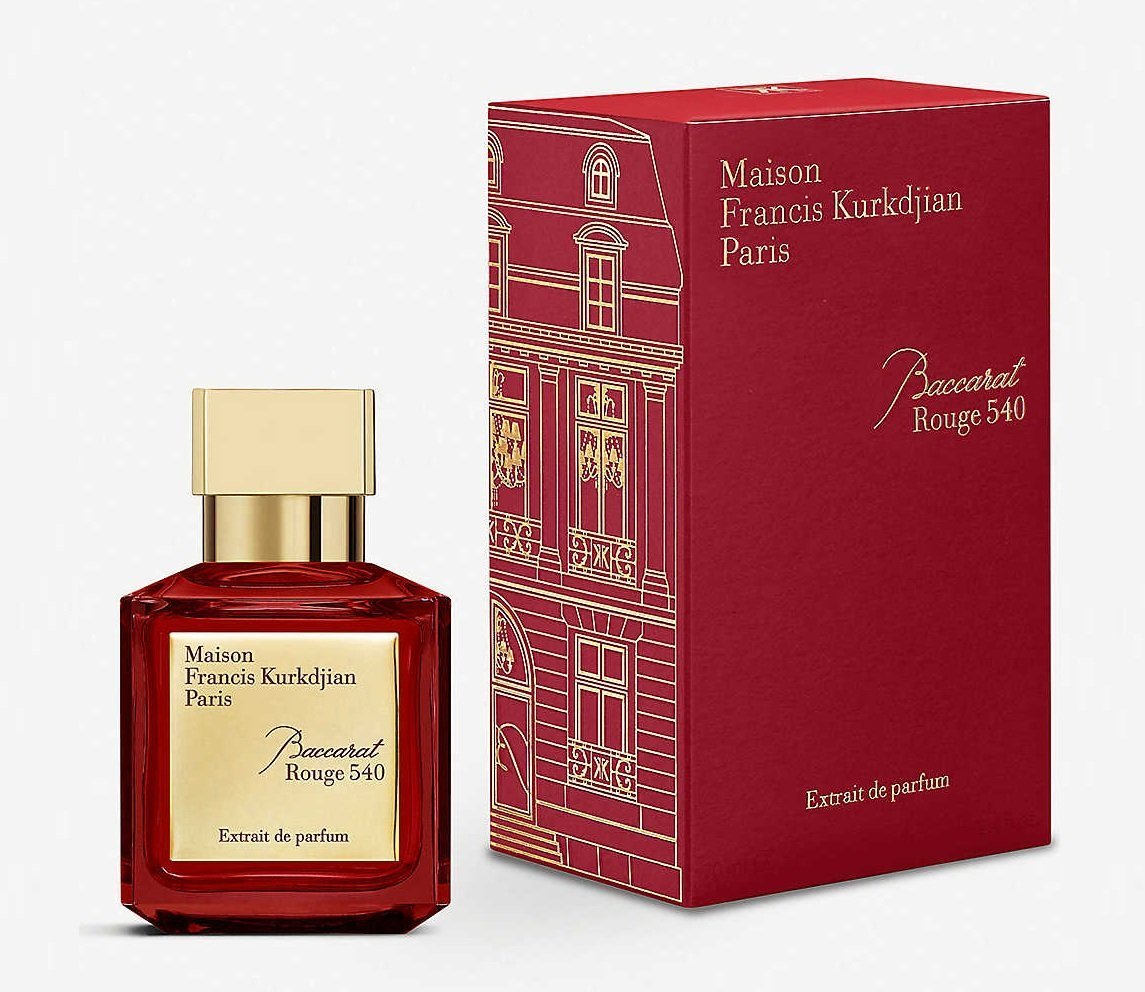 Maison
Francis Kurkdjian
Paris
Baccarat
Rouge 540
Extrait de parfum
Maison
Francis Kurkdjian
Paris
Baccarat
Rouge 540
Extrait de parfum